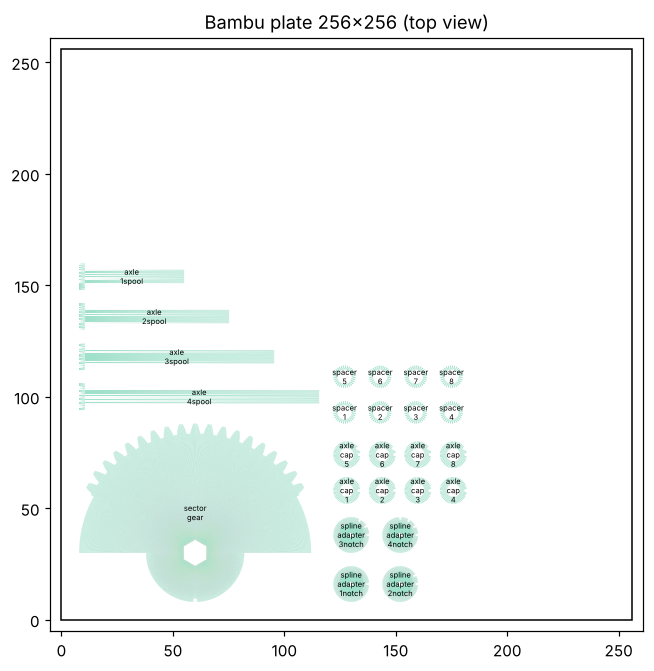 Bambu plate 256×256 (top view)
250
200
150
100
50
0
axle
1spool
axle
2spool
axle
3spool
axle
4spool
spacer
5
spacer
6
spacer
7
spacer
8
spacer
1
spacer
2
spacer
3
spacer
4
axle
cap
5
axle
cap
6
axle
cap
7
axle
cap
8
axle
cap
1
axle
cap
2
axle
cap
3
axle
cap
4
sector
gear
spline
adapter
3notch
spline
adapter
4notch
spline
adapter
1notch
spline
adapter
2notch
0
50
100
150
200
250